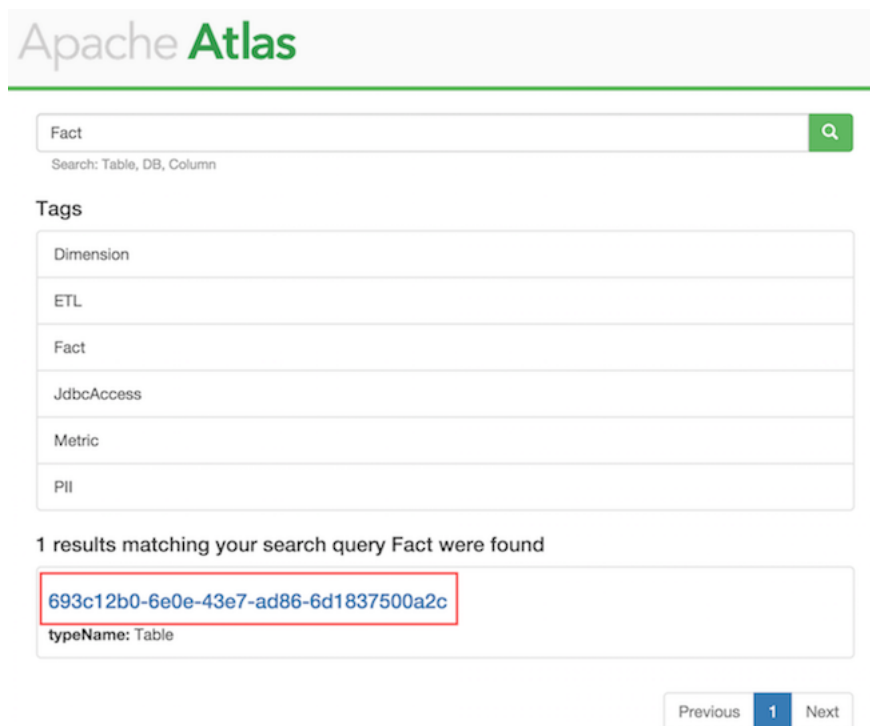 Apache Atlas
Fact
Search: Table, DB, Column
Tags
Dimension
ETL
Fact
JdbcAccess
Metric
PII
1 results matching your search query Fact were found
693c12b0-6e0e-43e7-ad86-6d1837500a2c
typeName: Table
Previous 1 Next